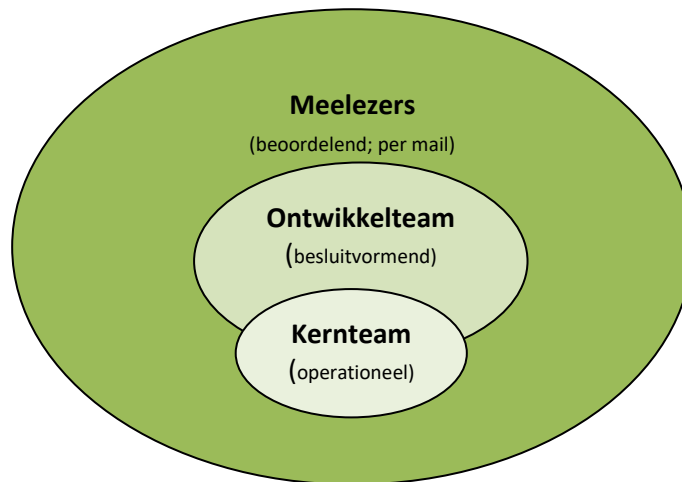 Meelezers
(beoordelend; per mail)
Ontwikkelteam
(besluitvormend)
Kernteam
(operationeel)